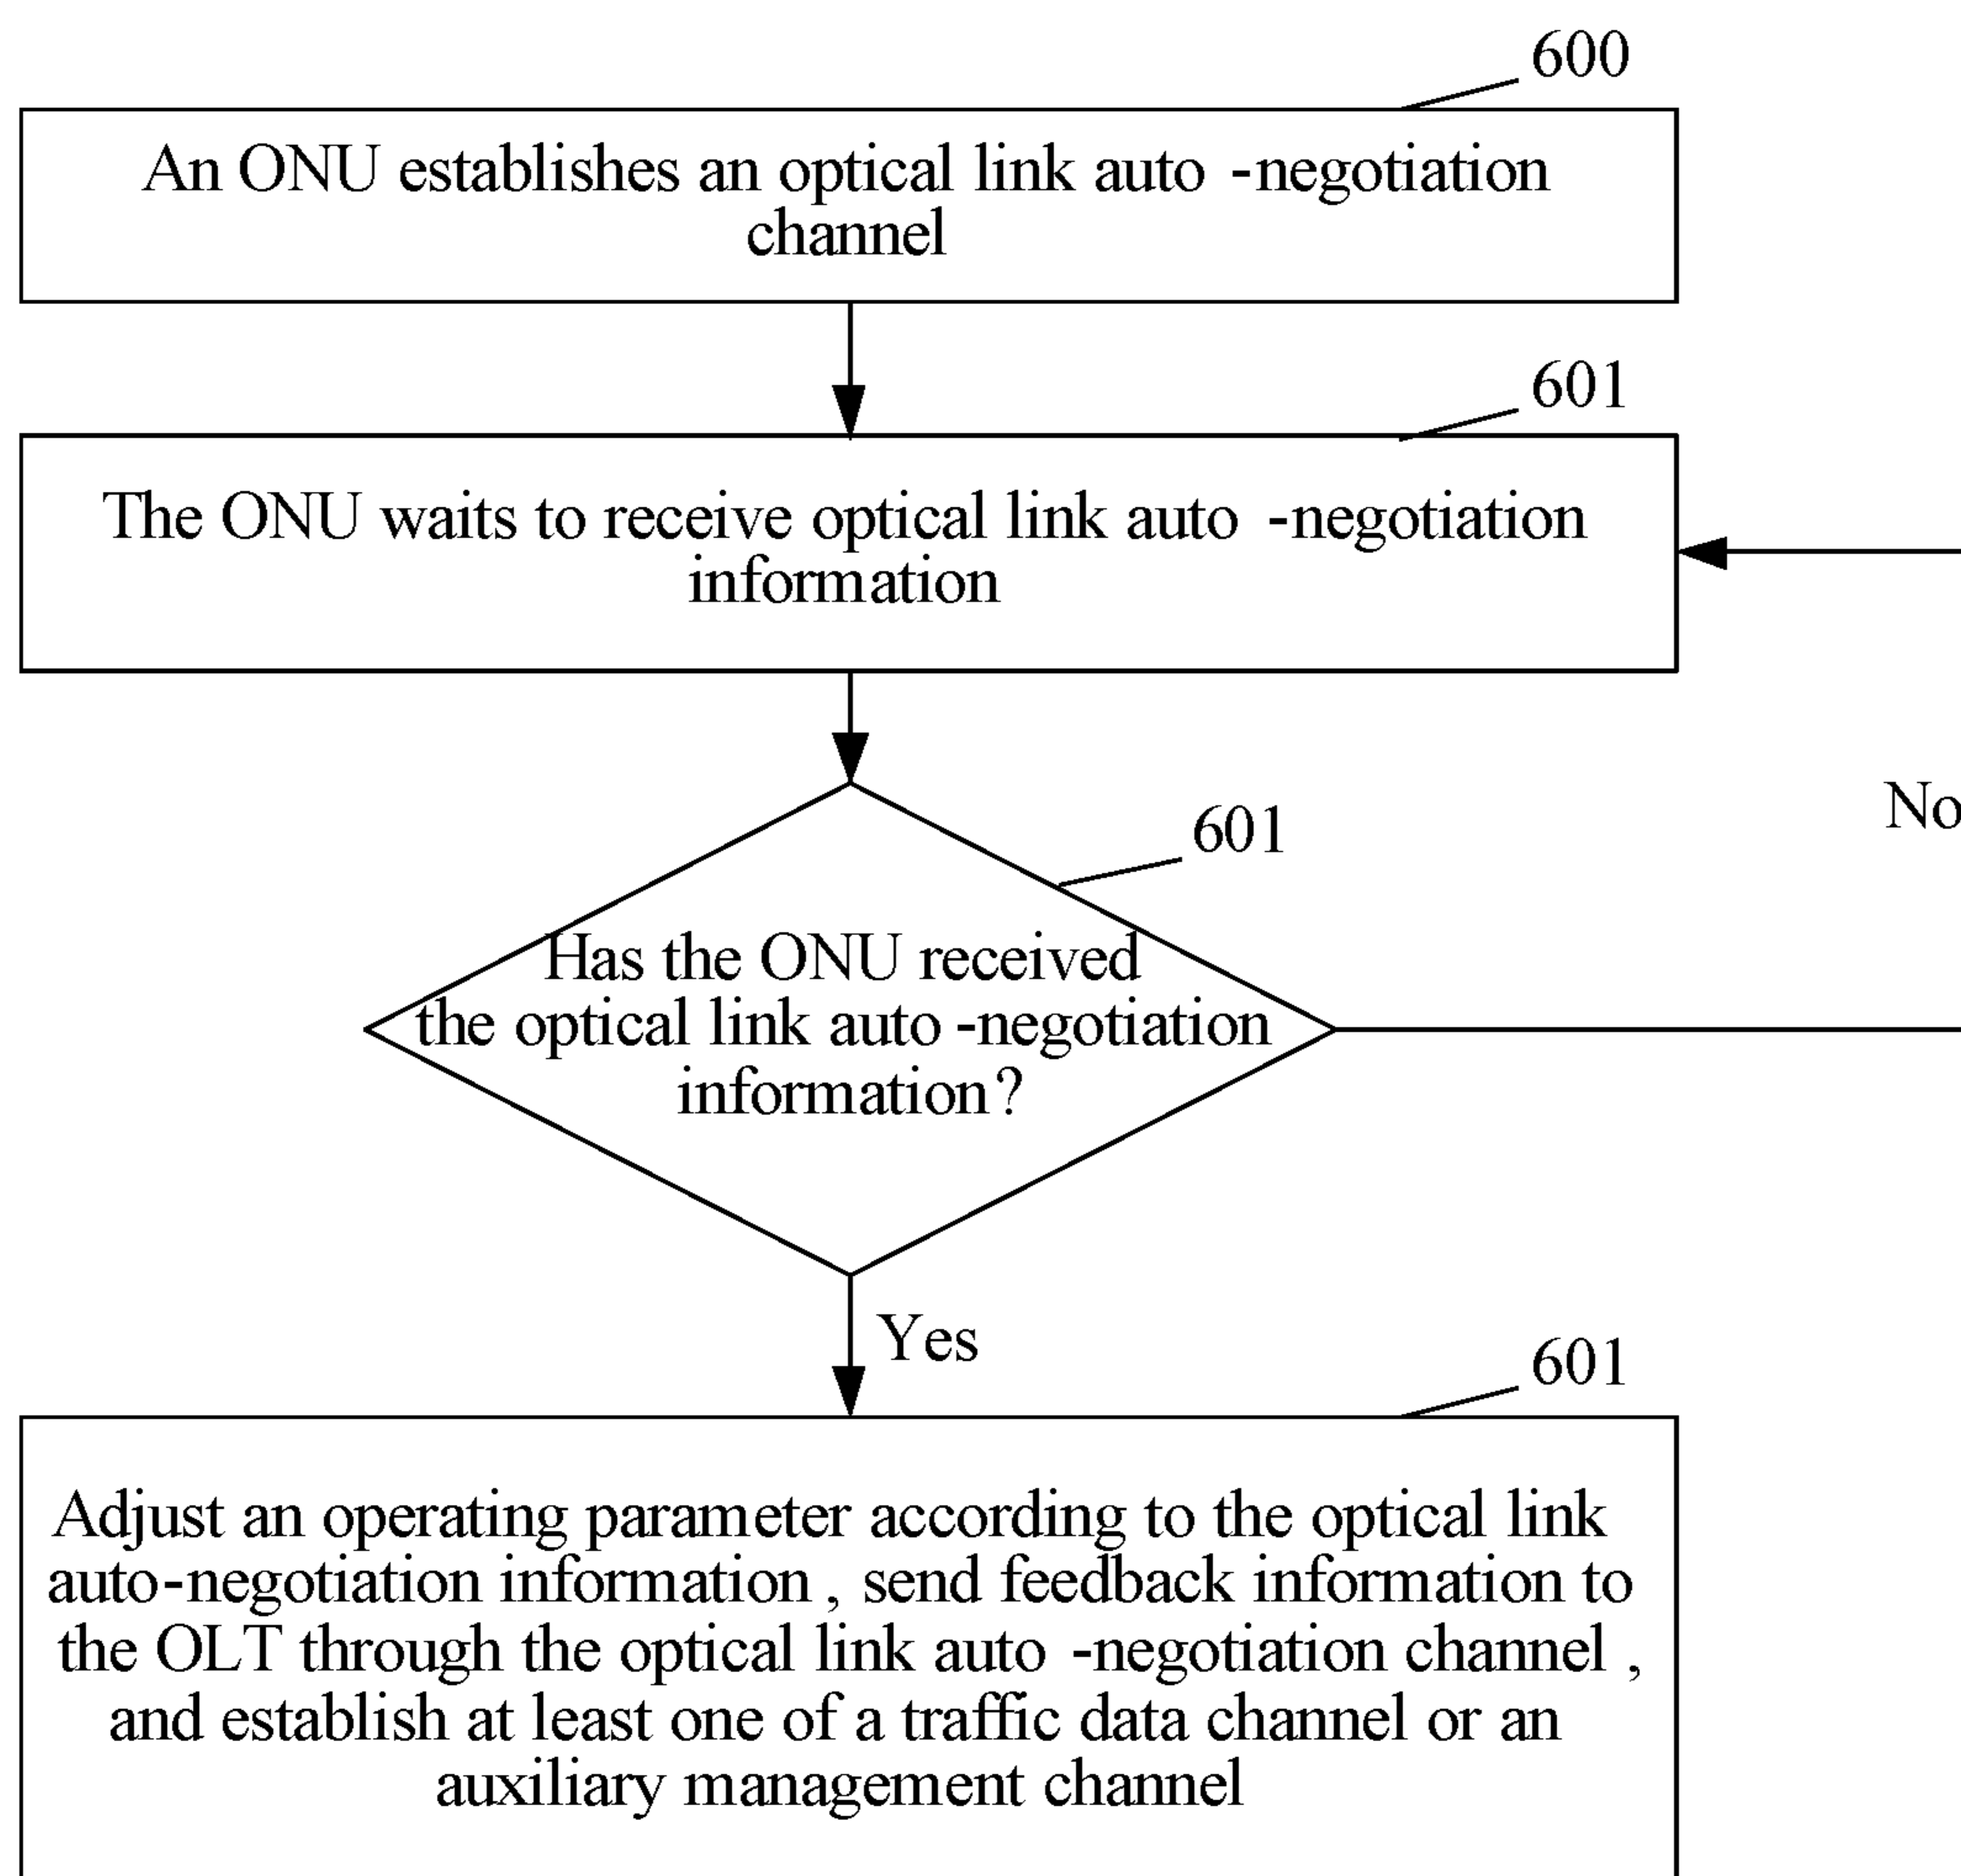 600
An ONU establishes an optical link auto -negotiation
channel
601
The ONU waits to receive optical link auto -negotiation
information
No
601
Has the ONU received
the optical link auto -negotiation
information?
Yes
601
Adjust an operating parameter according to the optical link
auto-negotiation information , send feedback information to
the OLT through the optical link auto -negotiation channel ,
and establish at least one of a traffic data channel or an
auxiliary management channel